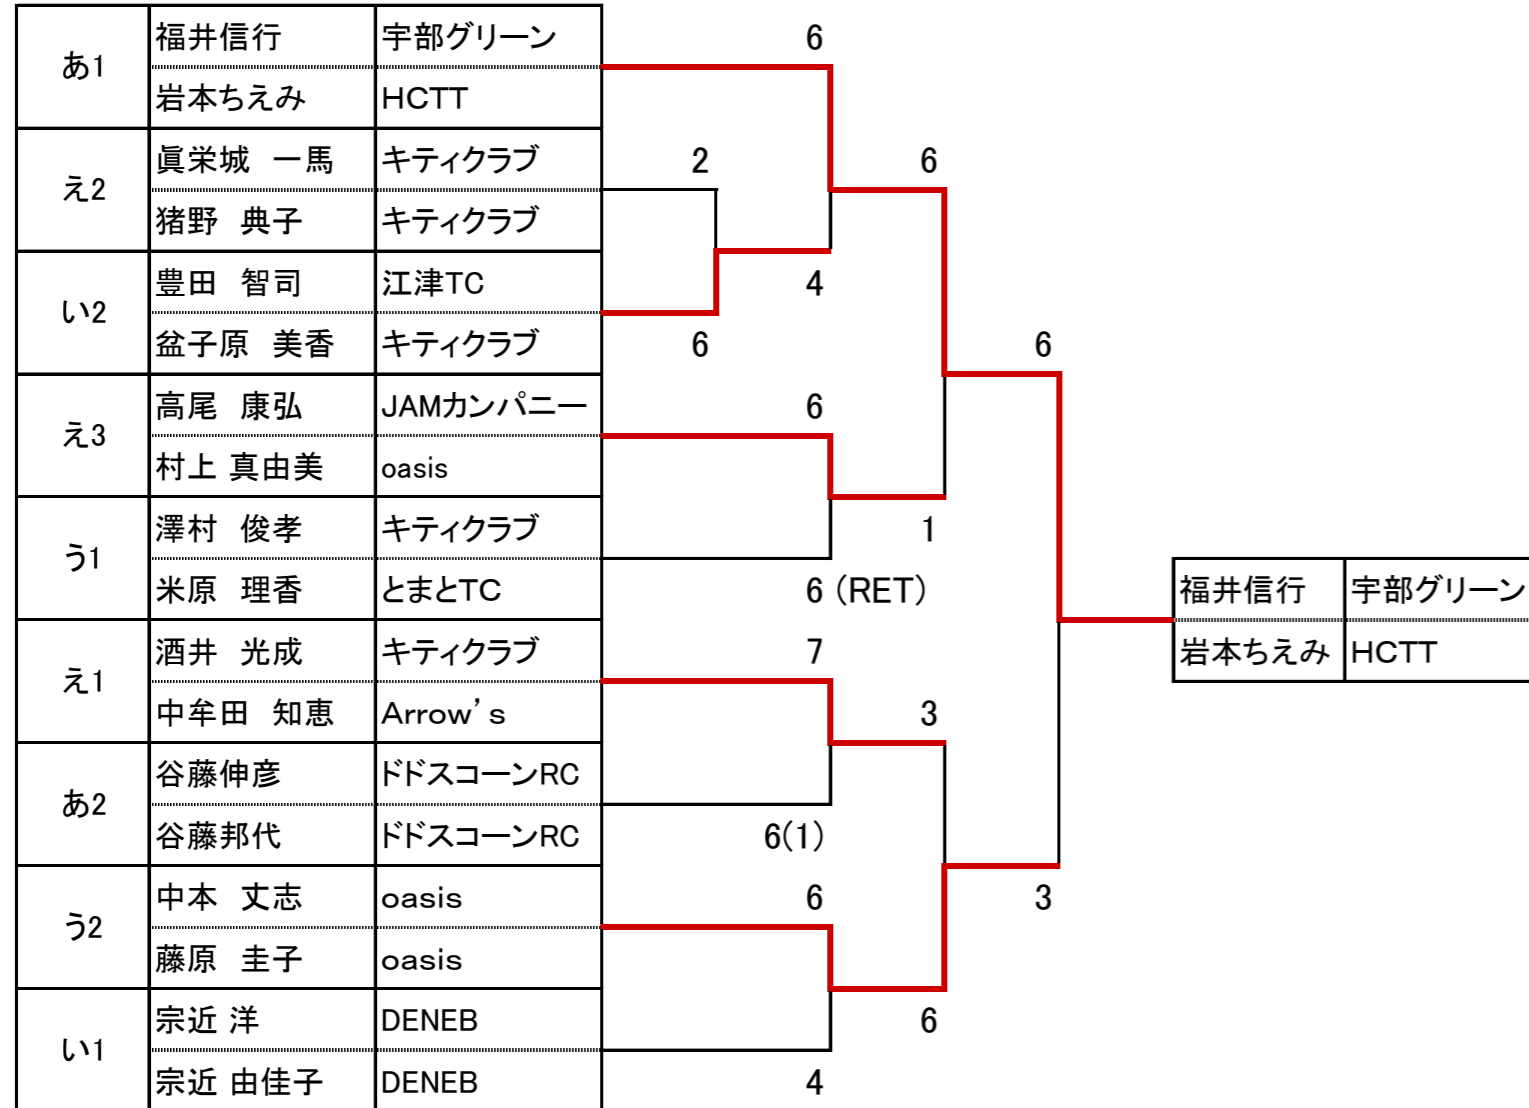 福井信行 宇部グリーン 6
あ1
岩本ちえみ HCTT
眞栄城 一馬 キティクラブ 2 6
え2
猪野 典子 キティクラブ
豊田 智司 江津TC 4
い2
盆子原 美香 キティクラブ 6 6
高尾 康弘 JAMカンパニー 6
え3
村上 真由美 oasis
澤村 俊孝 キティクラブ 1
う1
米原 理香 とまとTC 6 (RET) 福井信行 宇部グリーン
酒井 光成 キティクラブ 7 岩本ちえみ HCTT
え1
中牟田 知恵 Arrow's 3
谷藤伸彦 ドドスコーンRC
あ2
谷藤邦代 ドドスコーンRC 6(1)
中本 丈志 oasis 6 3
う2
藤原 圭子 oasis
宗近 洋 DENEB 6
い1
宗近 由佳子 DENEB 4